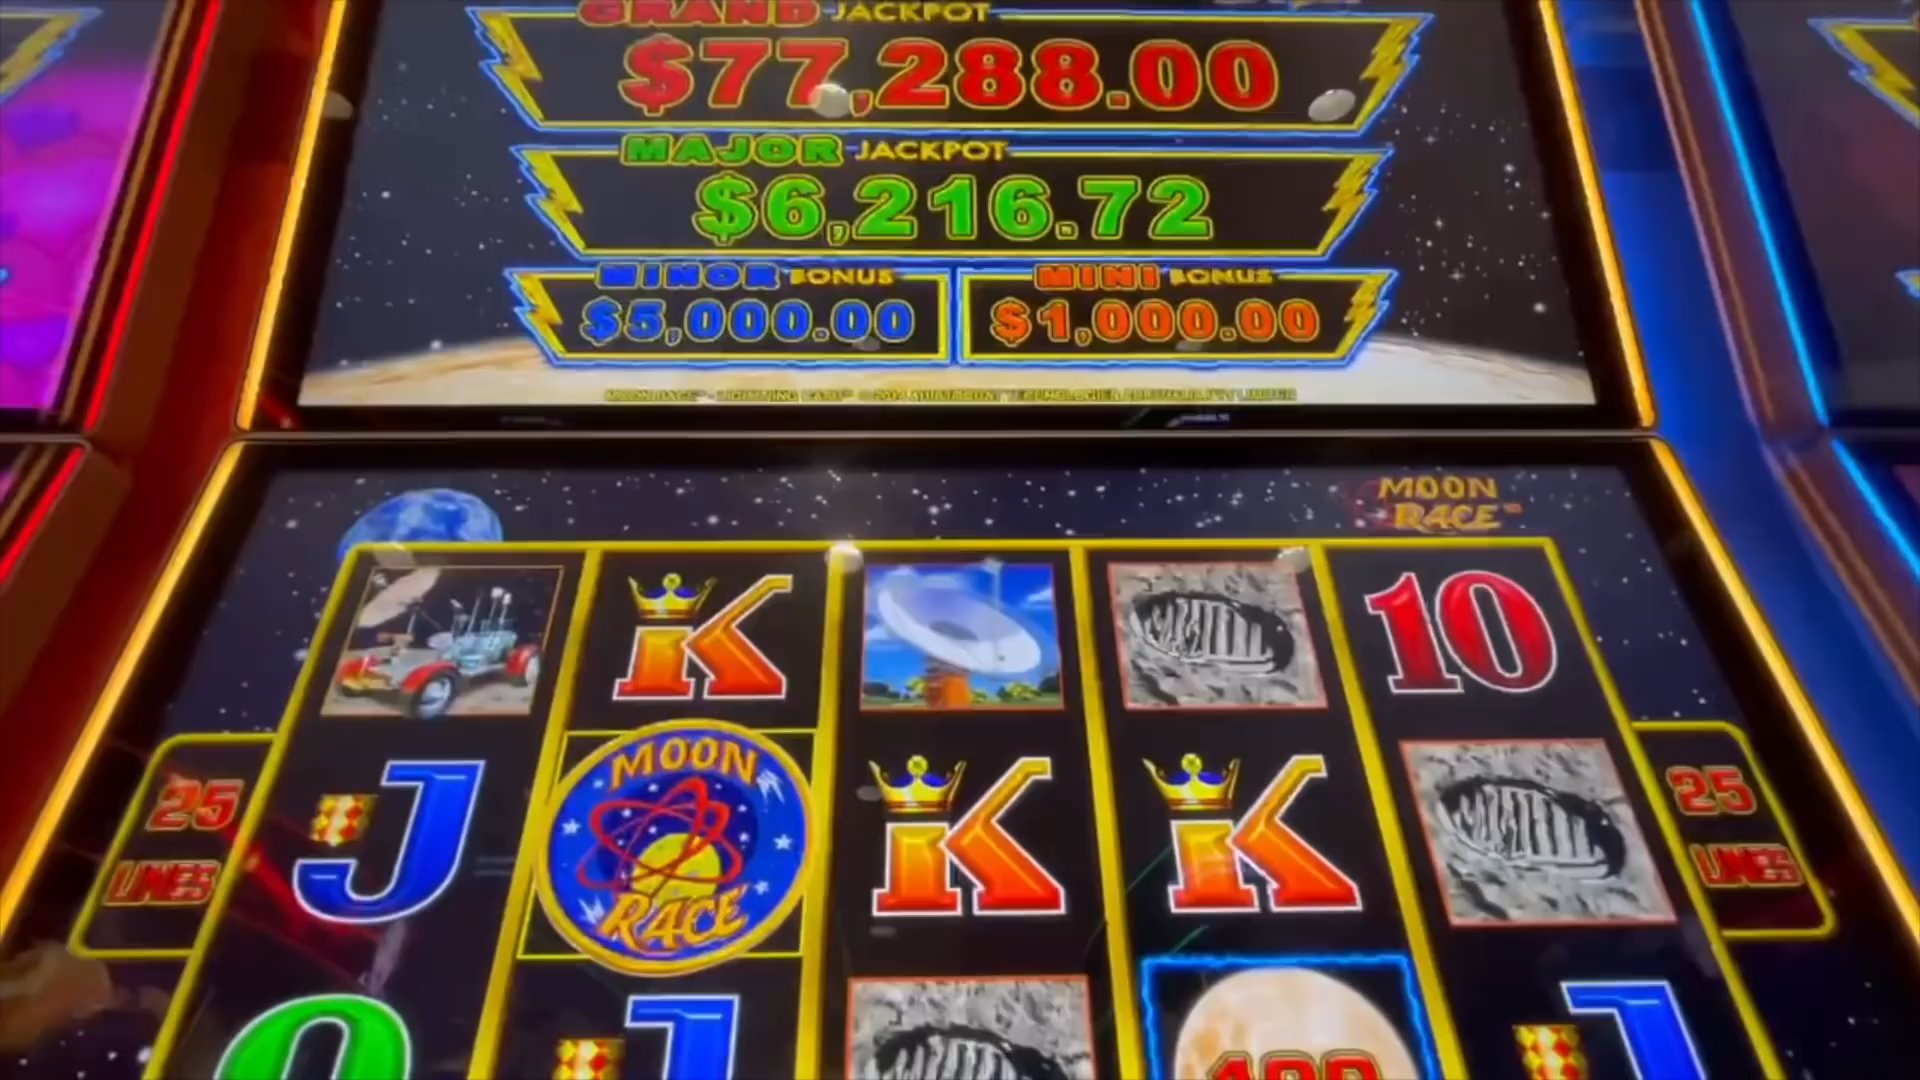 GRAND JACKPOT
$77,288.00
MAJOR JACKPOT
$6,216.72
MINOR BONUS
$5,000.00
MINI BONUS
$1,000.00
MOON RACE™
K
10
25 LINES
J
MOON RACE
K
K
25 LINES
J
J